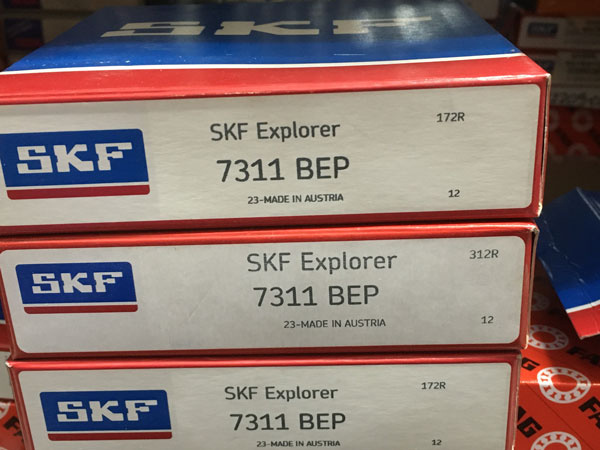 SKF
SKF
SKF Explorer
172R
7311 BEP
23-MADE IN AUSTRIA
12
SKF
SKF Explorer
312R
7311 BEP
23-MADE IN AUSTRIA
12
SKF
SKF Explorer
172R
7311 BEP
23-MADE IN AUSTRIA
12